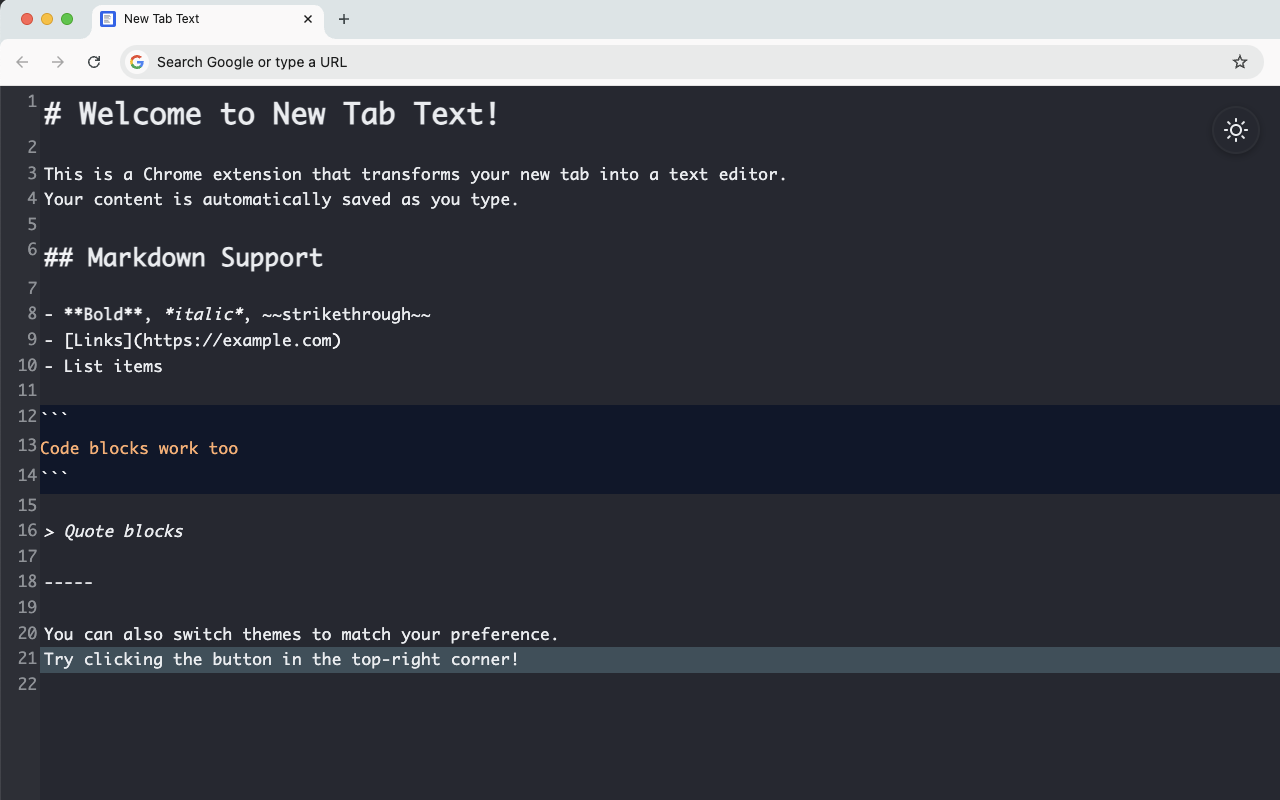 New Tab Text
Search Google or type a URL
1 # Welcome to New Tab Text!
2
3 This is a Chrome extension that transforms your new tab into a text editor.
4 Your content is automatically saved as you type.
5
6 ## Markdown Support
7
8 - **Bold**, *italic*, ~~strikethrough~~
9 - [Links](https://example.com)
10 - List items
11
12 ```
13 Code blocks work too
14 ```
15
16 > Quote blocks
17
18 -----
19
20 You can also switch themes to match your preference.
21 Try clicking the button in the top-right corner!
22